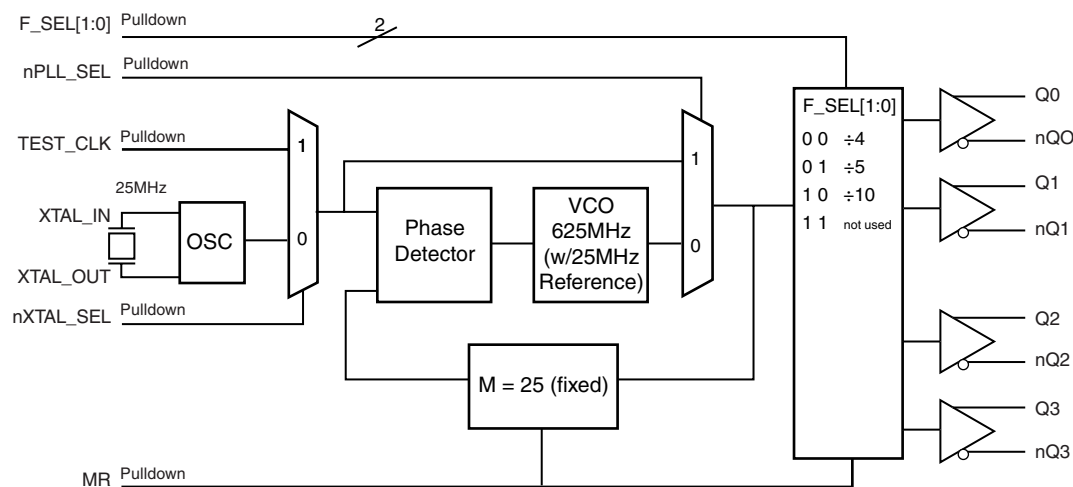 F_SEL[1:0] Pulldown
2
nPLL_SEL Pulldown
TEST_CLK Pulldown
25MHz
XTAL_IN
OSC
XTAL_OUT
nXTAL_SEL Pulldown
1
0
Phase
Detector
VCO
625MHz
(w/25MHz
Reference)
1
0
M = 25 (fixed)
MR Pulldown
F_SEL[1:0]
0 0 ÷4
0 1 ÷5
1 0 ÷10
1 1 not used
Q0
nQO
Q1
nQ1
Q2
nQ2
Q3
nQ3